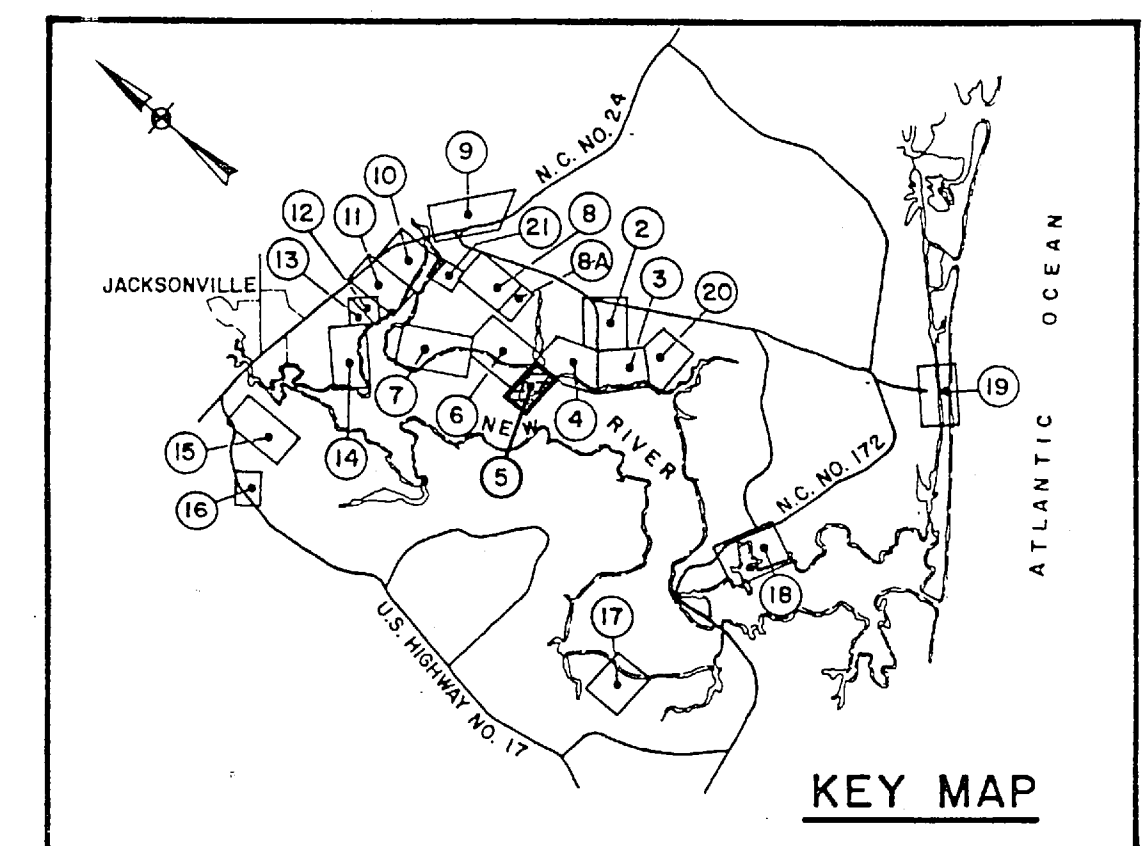 N.C. NO. 24
9
10
8
21
2
12
11
8-A
13
3
20
JACKSONVILLE
ATLANTIC OCEAN
19
7
6
4
NEW RIVER
15
14
5
N.C. NO. 172
16
18
17
U.S. HIGHWAY NO. 17
KEY MAP